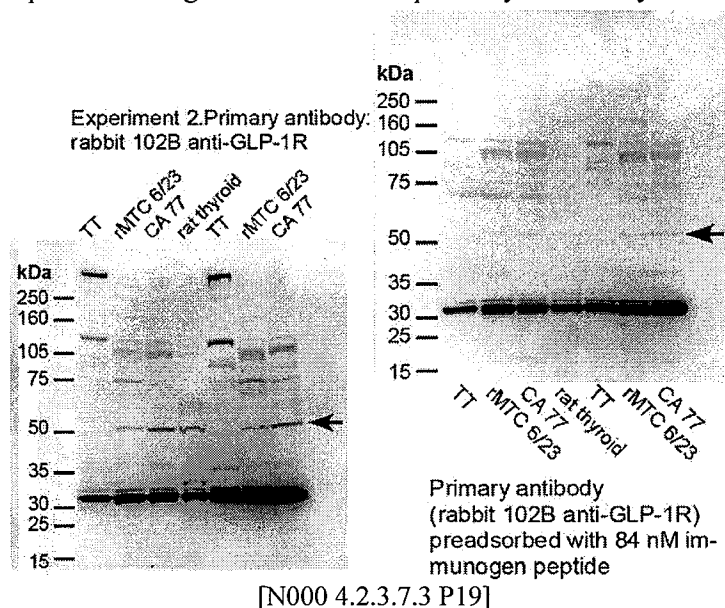 Experiment 2.Primary antibody:
rabbit 102B anti-GLP-1R
TT
rMTC 6/23
CA 77
rat thyroid
TT
rMTC 6/23
CA 77
kDa
250
160
105
75
50
35
30
25
15
kDa
250
160
105
75
50
35
30
25
15
TT
rMTC 6/23
CA 77
rat thyroid
TT
rMTC 6/23
CA 77
Primary antibody
(rabbit 102B anti-GLP-1R)
preadsorbed with 84 nM im-
munogen peptide
[N000 4.2.3.7.3 P19]